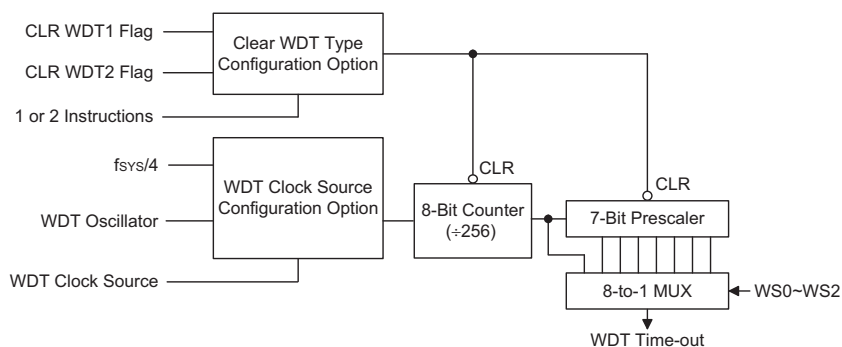 CLR WDT1 Flag
CLR WDT2 Flag
1 or 2 Instructions
Clear WDT Type
Configuration Option
fSYS/4
WDT Oscillator
WDT Clock Source
WDT Clock Source
Configuration Option
CLR
8-Bit Counter
(÷256)
CLR
7-Bit Prescaler
8-to-1 MUX
WS0~WS2
WDT Time-out